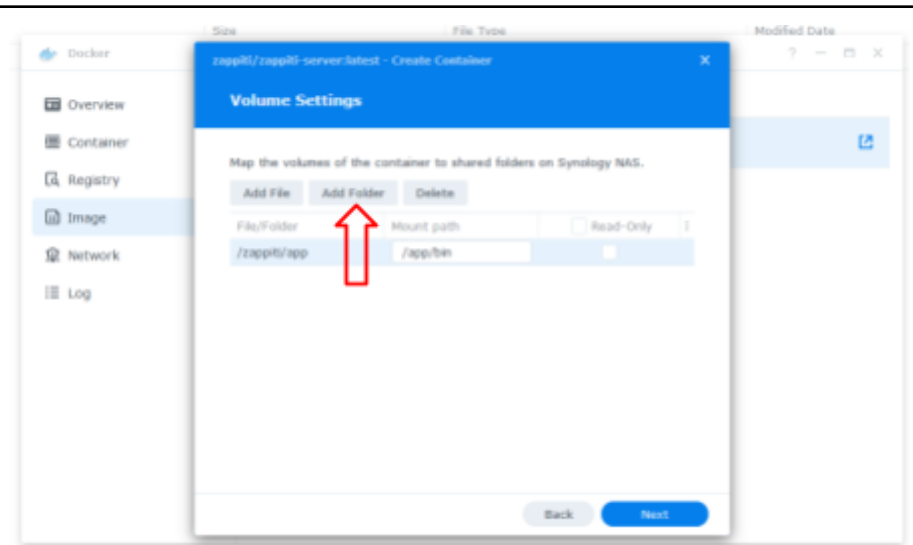 Size File Type Modified Date
Docker
zappiti/zappiti-server:latest - Create Container
Volume Settings
Overview
Container
Registry
Image
Network
Log
Map the volumes of the container to shared folders on Synology NAS.
Add File Add Folder Delete
File/Folder Mount path Read-Only
/zappiti/app /app/bin
Back Next